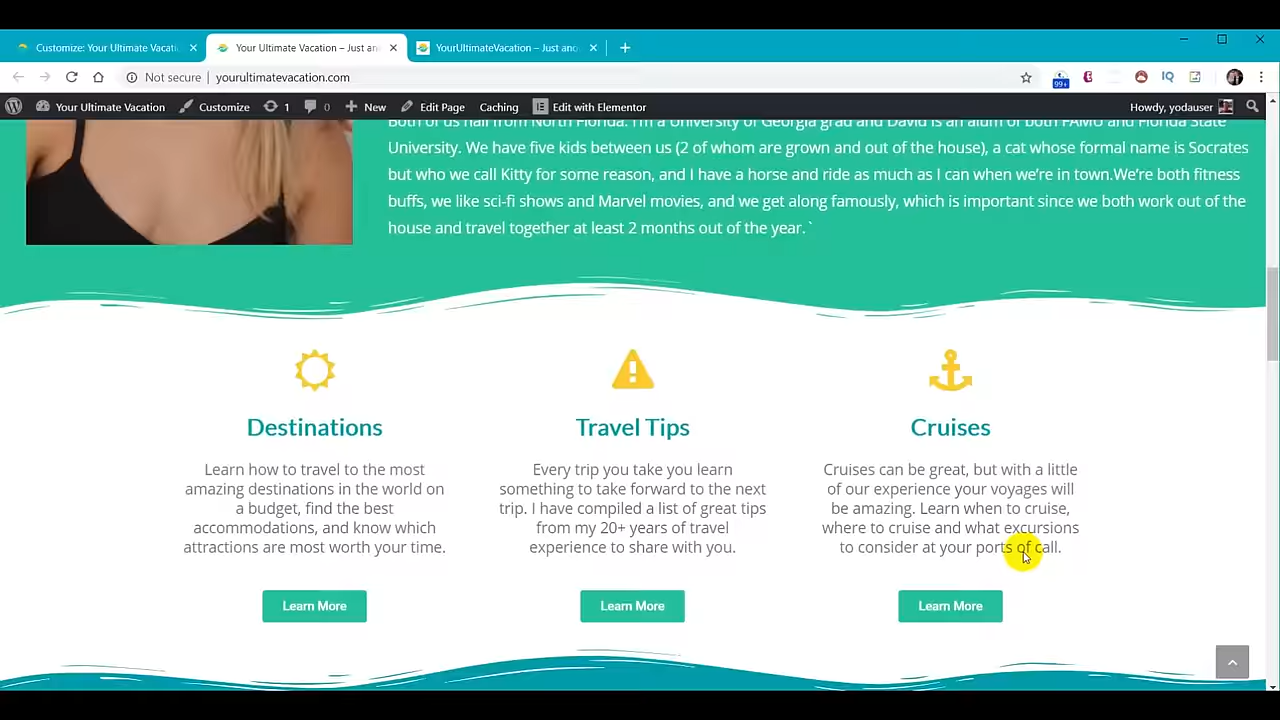 Customize: Your Ultimate Vacati
Your Ultimate Vacation – Just an
YourUltimateVacation – Just ano
Not secure
yourultimatevacation.com
99+
IQ
Your Ultimate Vacation
Customize
1
0
New
Edit Page
Caching
Edit with Elementor
Howdy, yodauser
Both of us hail from North Florida. I'm a University of Georgia grad and David is an alum of both FAMU and Florida State
University. We have five kids between us (2 of whom are grown and out of the house), a cat whose formal name is Socrates
but who we call Kitty for some reason, and I have a horse and ride as much as I can when we're in town.We're both fitness
buffs, we like sci-fi shows and Marvel movies, and we get along famously, which is important since we both work out of the
house and travel together at least 2 months out of the year. `
Destinations
Learn how to travel to the most
amazing destinations in the world on
a budget, find the best
accommodations, and know which
attractions are most worth your time.
Learn More
Travel Tips
Every trip you take you learn
something to take forward to the next
trip. I have compiled a list of great tips
from my 20+ years of travel
experience to share with you.
Learn More
Cruises
Cruises can be great, but with a little
of our experience your voyages will
be amazing. Learn when to cruise,
where to cruise and what excursions
to consider at your ports of call.
Learn More